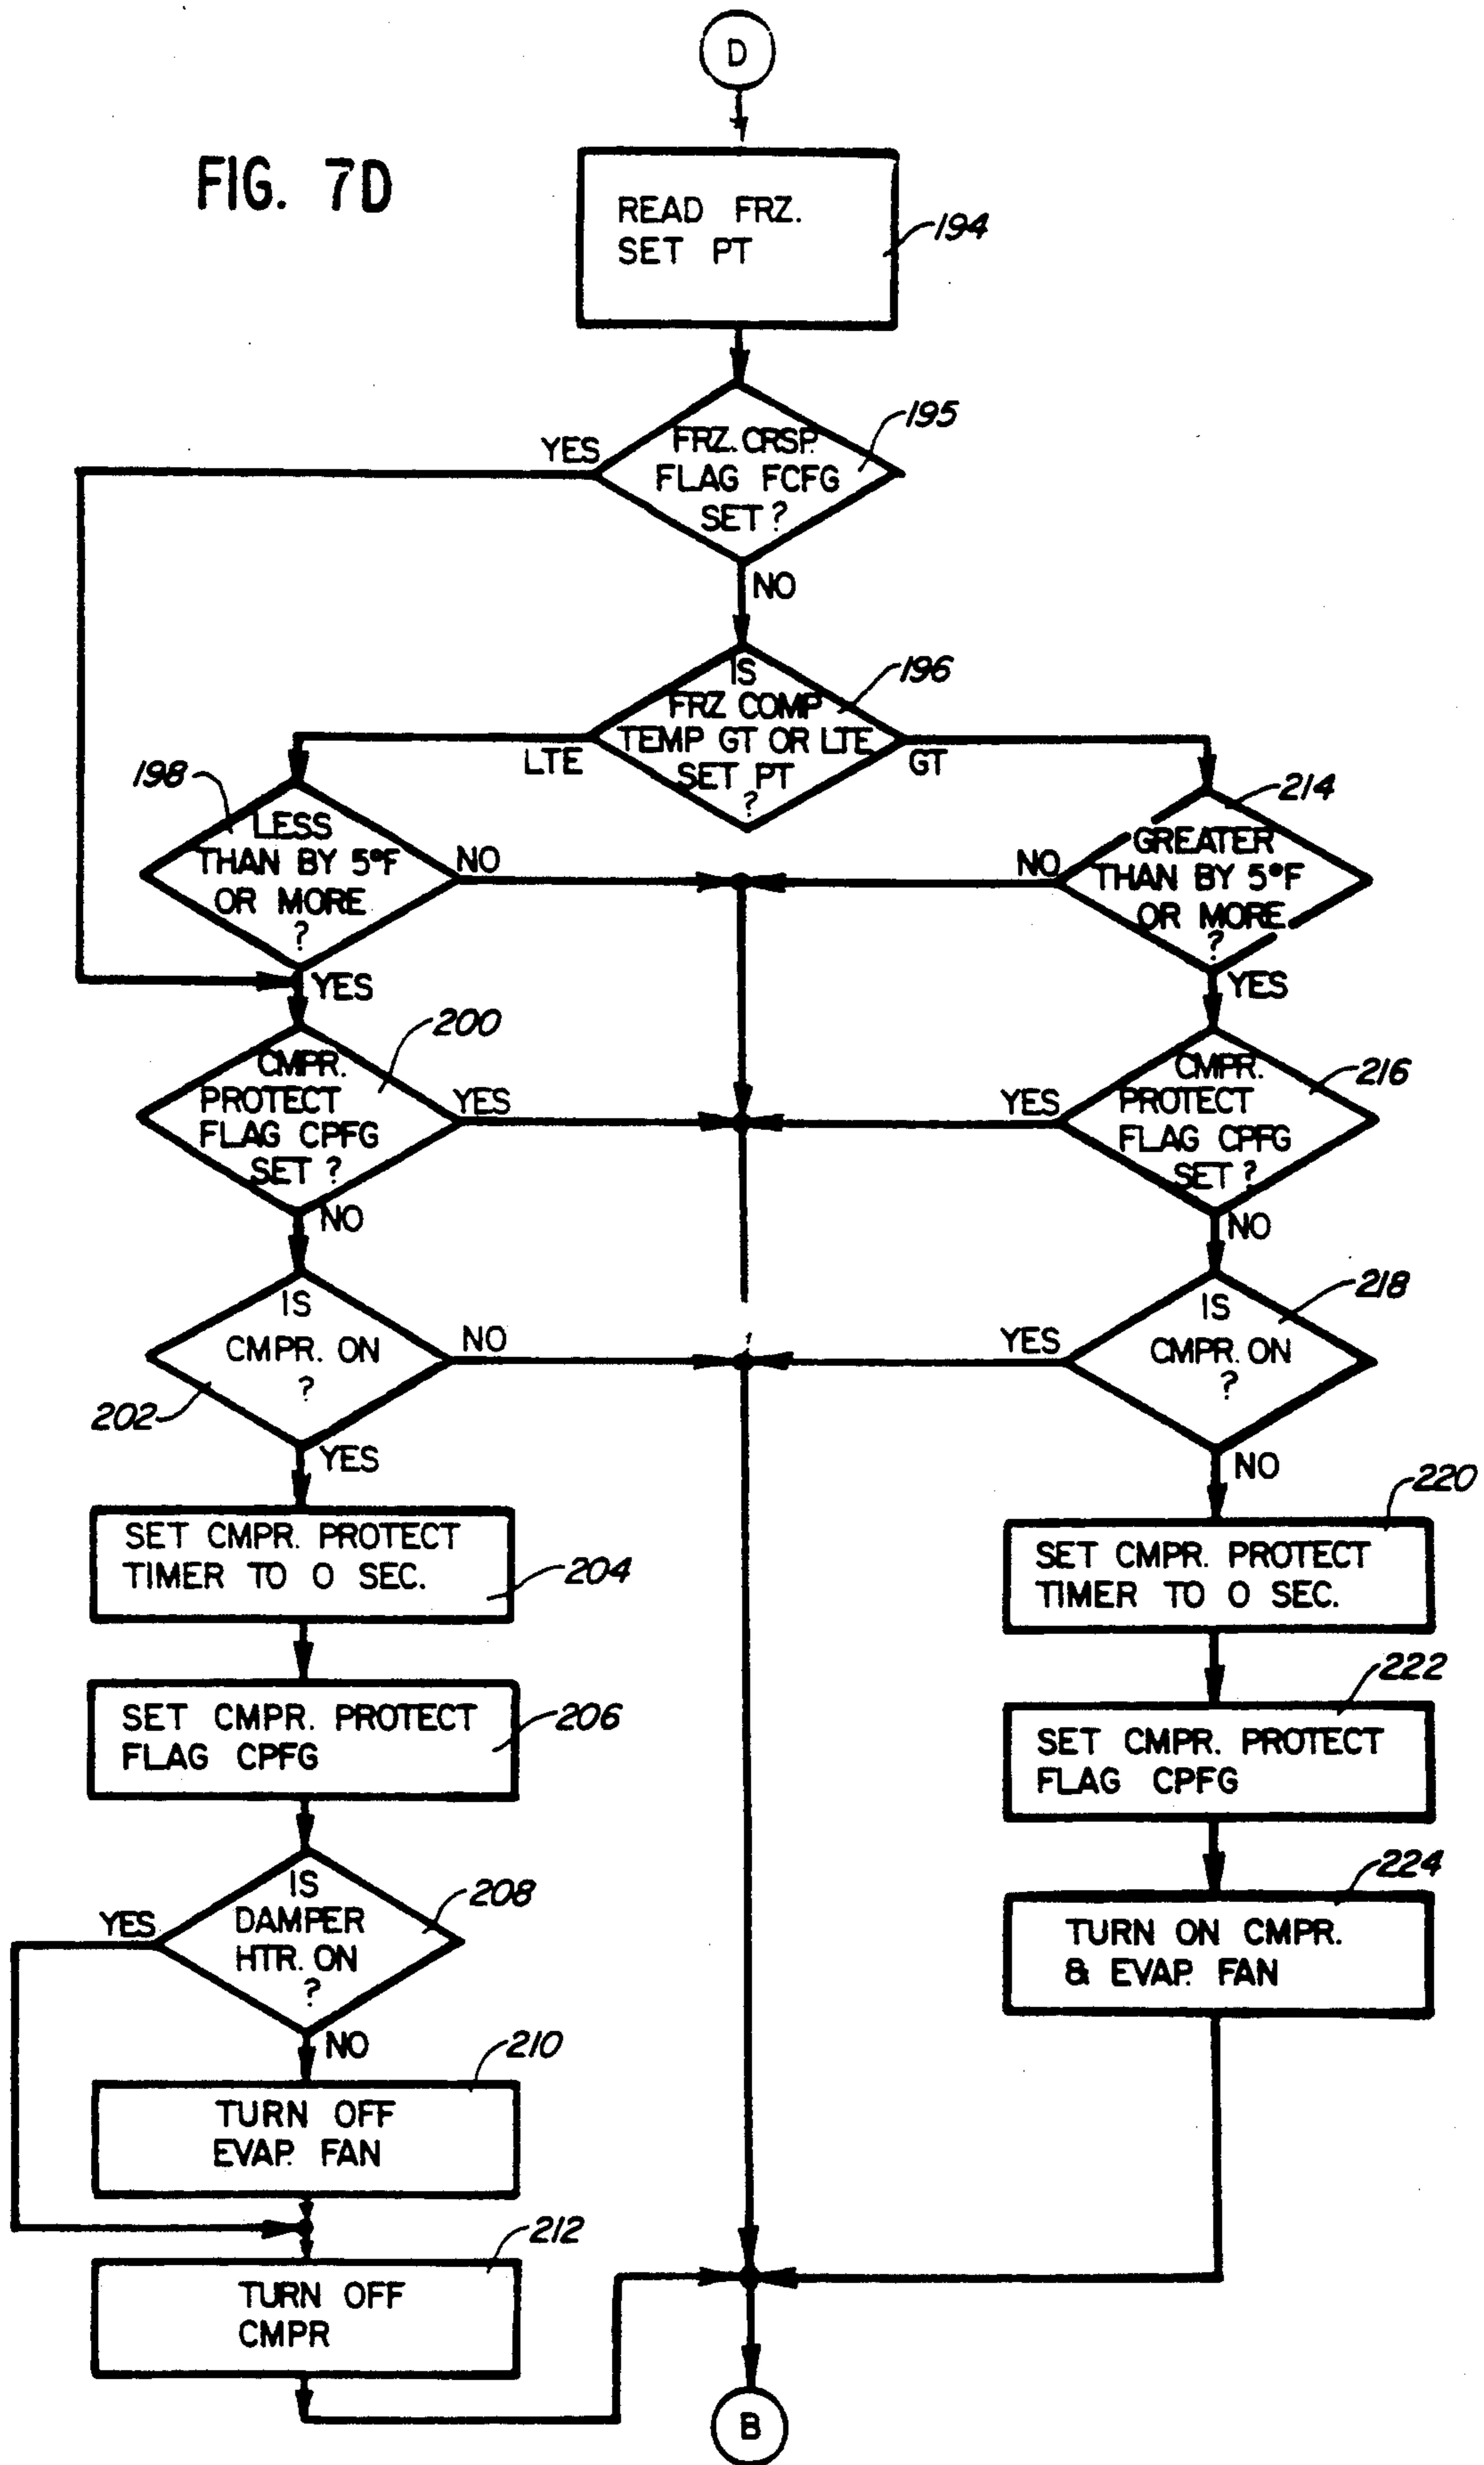 D
FIG. 7D
READ FRZ.
SET PT
194
195
FRZ. CRSP.
FLAG FCFG
SET ?
YES
NO
196
IS
FRZ COMP
TEMP GT OR LTE
SET PT
?
LTE
GT
198
LESS
THAN BY 5°F
OR MORE
?
NO
YES
214
GREATER
THAN BY 5°F
OR MORE
?
NO
YES
200
CMPR.
PROTECT
FLAG CPFG
SET ?
YES
NO
216
CMPR.
PROTECT
FLAG CPFG
SET ?
YES
NO
IS
CMPR. ON
?
202
NO
YES
218
IS
CMPR. ON
?
YES
NO
SET CMPR. PROTECT
TIMER TO 0 SEC.
204
220
SET CMPR. PROTECT
TIMER TO 0 SEC.
SET CMPR. PROTECT
FLAG CPFG
206
222
SET CMPR. PROTECT
FLAG CPFG
IS
DAMPER
HTR. ON
?
208
YES
NO
224
TURN ON CMPR.
& EVAP. FAN
210
TURN OFF
EVAP. FAN
212
TURN OFF
CMPR
B